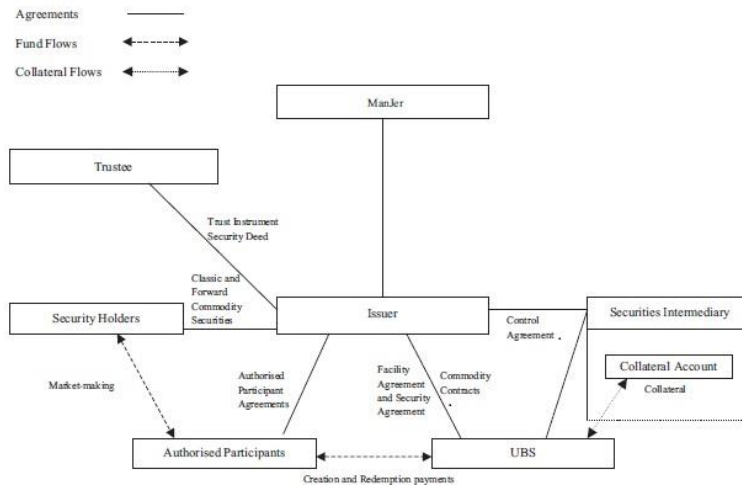 Agreements
Fund Flows
Collateral Flows
ManJer
Trustee
Trust Instrument
Security Deed
Classic and
Forward
Commodity
Securities
Security Holders
Issuer
Securities Intermediary
Control
Agreement
Collateral Account
Collateral
Market-making
Authorised
Participant
Agreements
Facility
Agreement
and Security
Agreement
Commodity
Contracts
Authorised Participants
UBS
Creation and Redemption payments